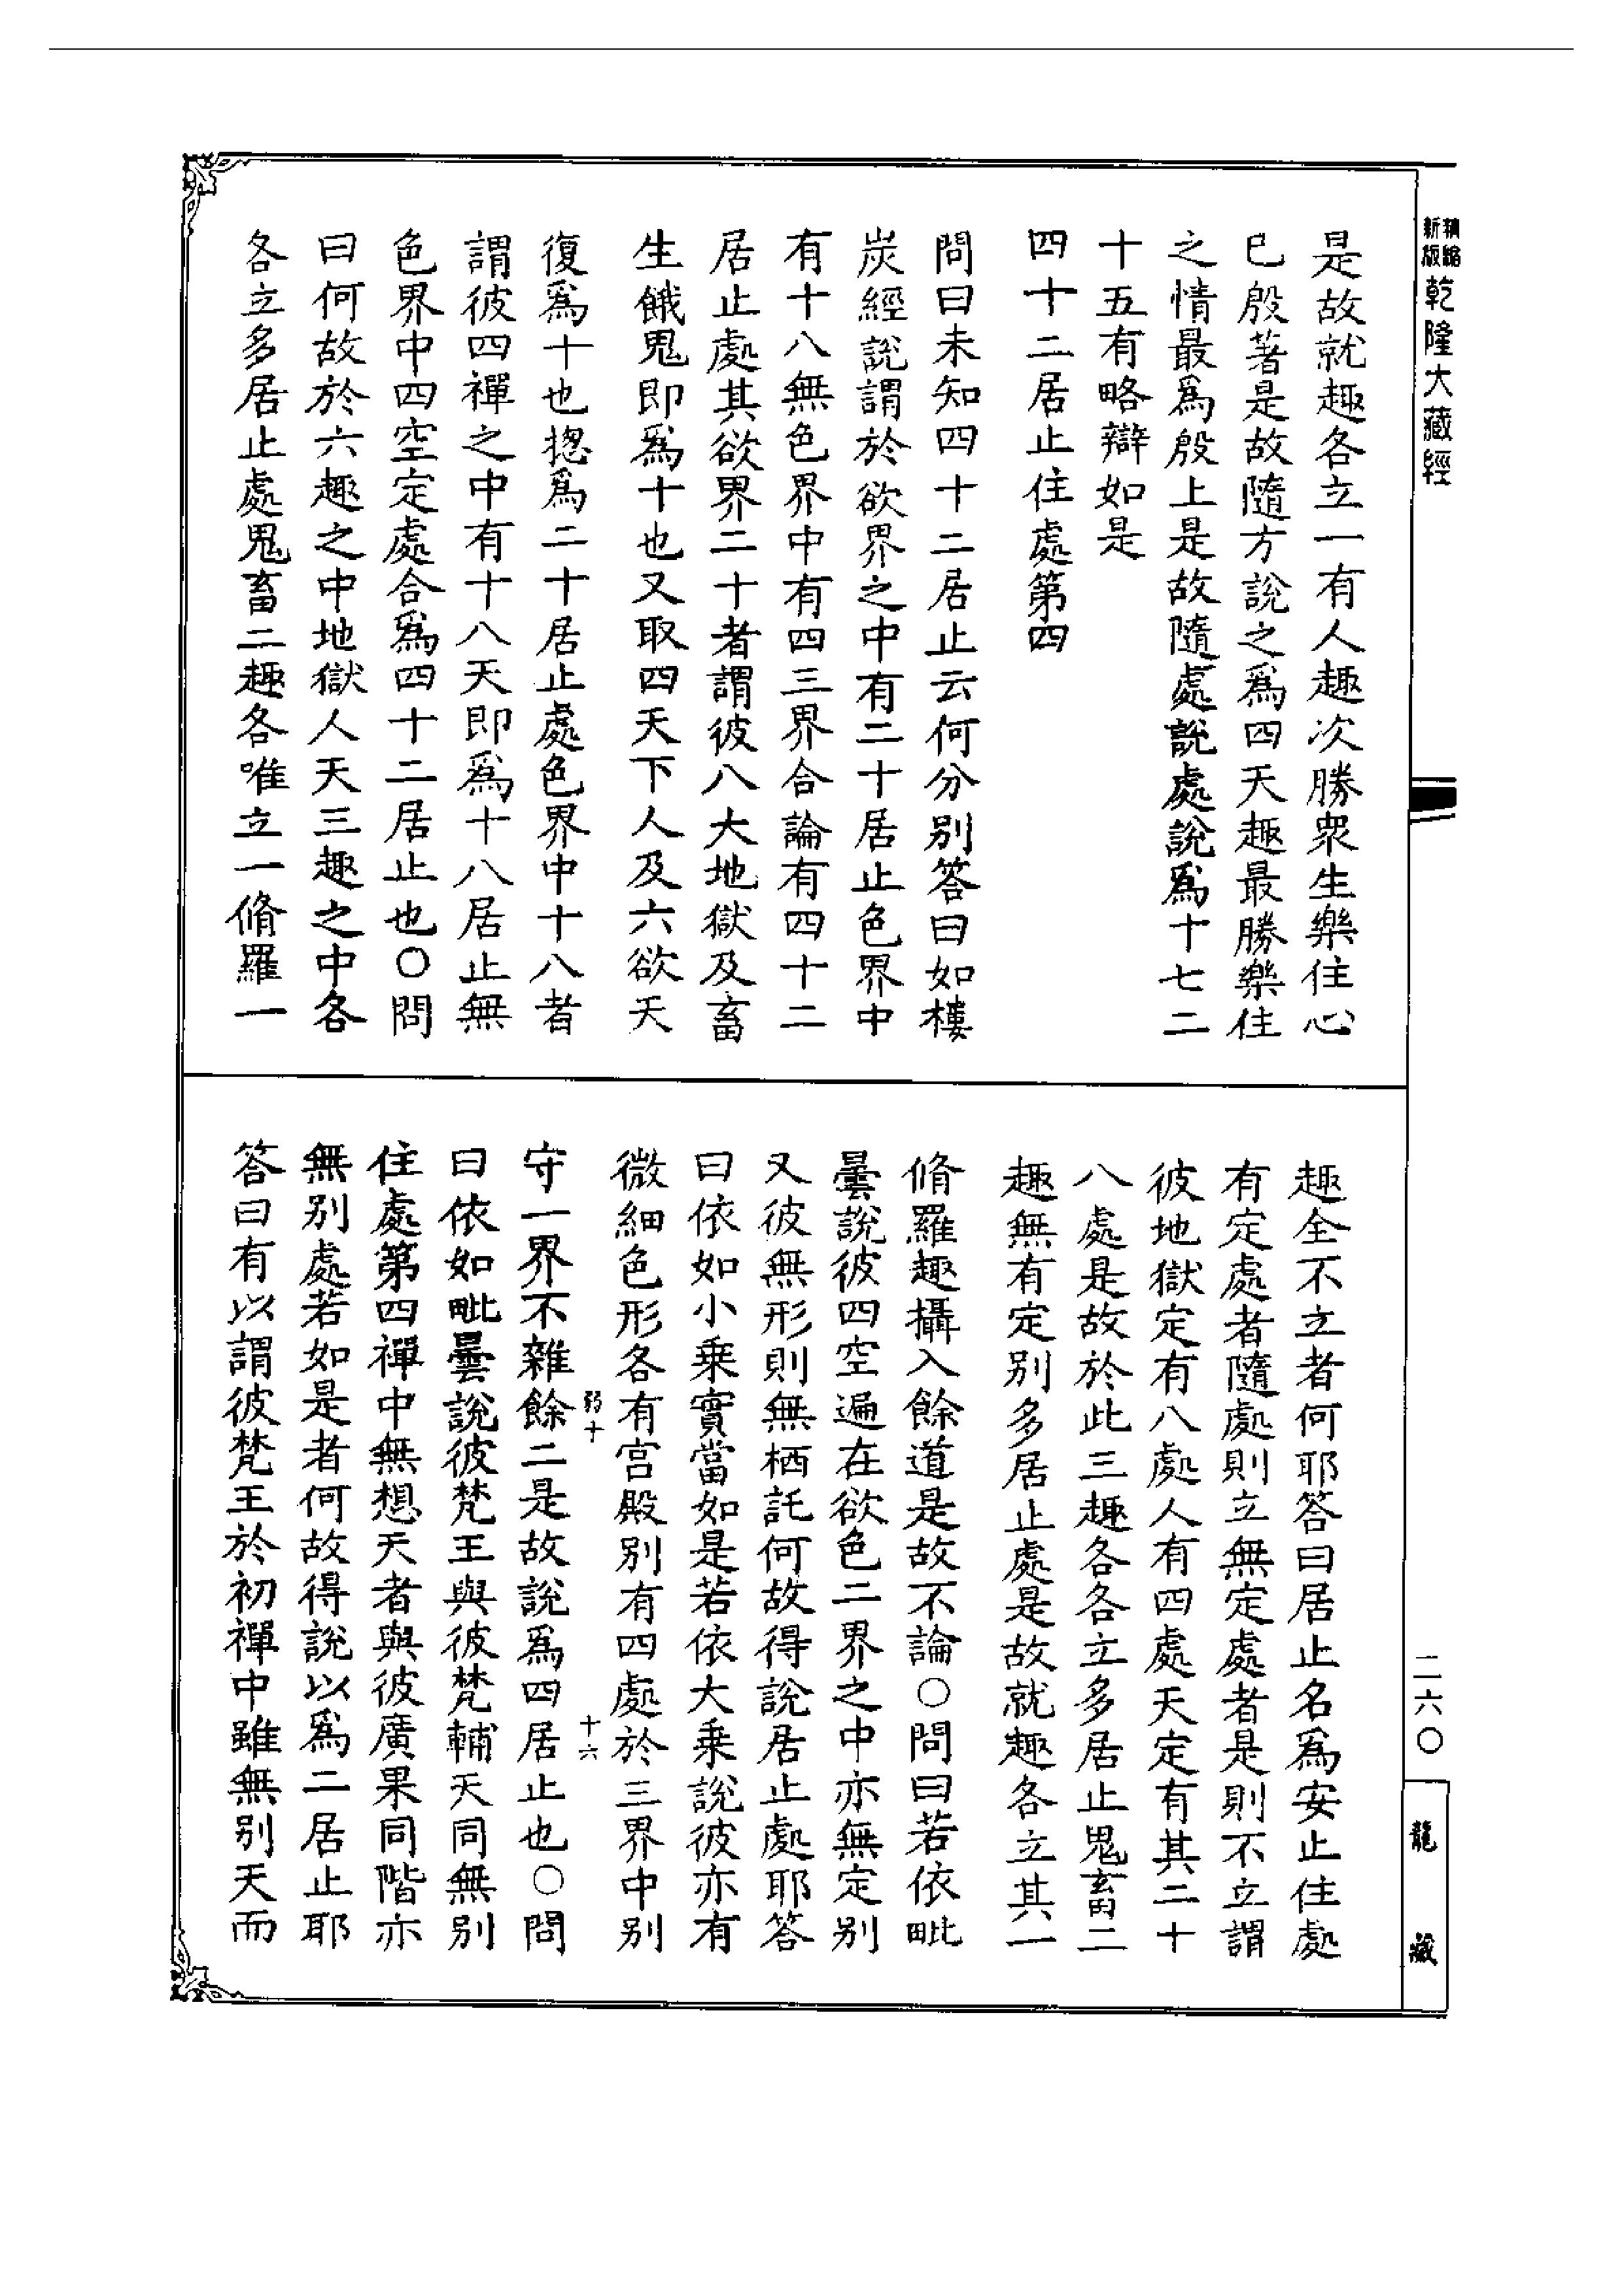 精縮
新版
乾隆大藏經
是故就趣各立一有人趣次勝衆生樂住心
巳殷著是故隨方說之爲四天趣最勝樂住
之情最爲殷上是故隨處說處說爲十七二
十五有略辯如是
四十二居止住處第四
問曰未知四十二居止云何分別答曰如樓
炭經說謂於欲界之中有二十居止色界中
有十八無色界中有四三界合論有四十二
居止處其欲界二十者謂彼八大地獄及畜
生餓鬼即爲十也又取四天下人及六欲天
復爲十也揔爲二十居止處色界中十八者
謂彼四禪之中有十八天即爲十八居止無
色界中四空定處合爲四十二居止也○問
曰何故於六趣之中地獄人天三趣之中各
各立多居止處鬼畜二趣各唯立一脩羅一
趣全不立者何耶答曰居止名爲安止住處
有定處者隨處則立無定處者是則不立謂
彼地獄定有八處人有四處天定有其二十
八處是故於此三趣各各立多居止鬼畜二
趣無有定別多居止處是故就趣各立其一
脩羅趣攝入餘道是故不論○問曰若依毗
曇說彼四空遍在欲色二界之中亦無定別
又彼無形則無栖託何故得說居止處耶答
曰依如小乘實當如是若依大乘說彼亦有
微細色形各有宫殿別有四處於三界中別
弱十
十六
守一界不雜餘二是故說爲四居止也○問
曰依如毗曇說彼梵王與彼梵輔天同無別
住處第四禪中無想天者與彼廣果同階亦
無別處若如是者何故得說以爲二居止耶
答曰有以謂彼梵王於初禪中雖無別天而
二六〇
龍藏